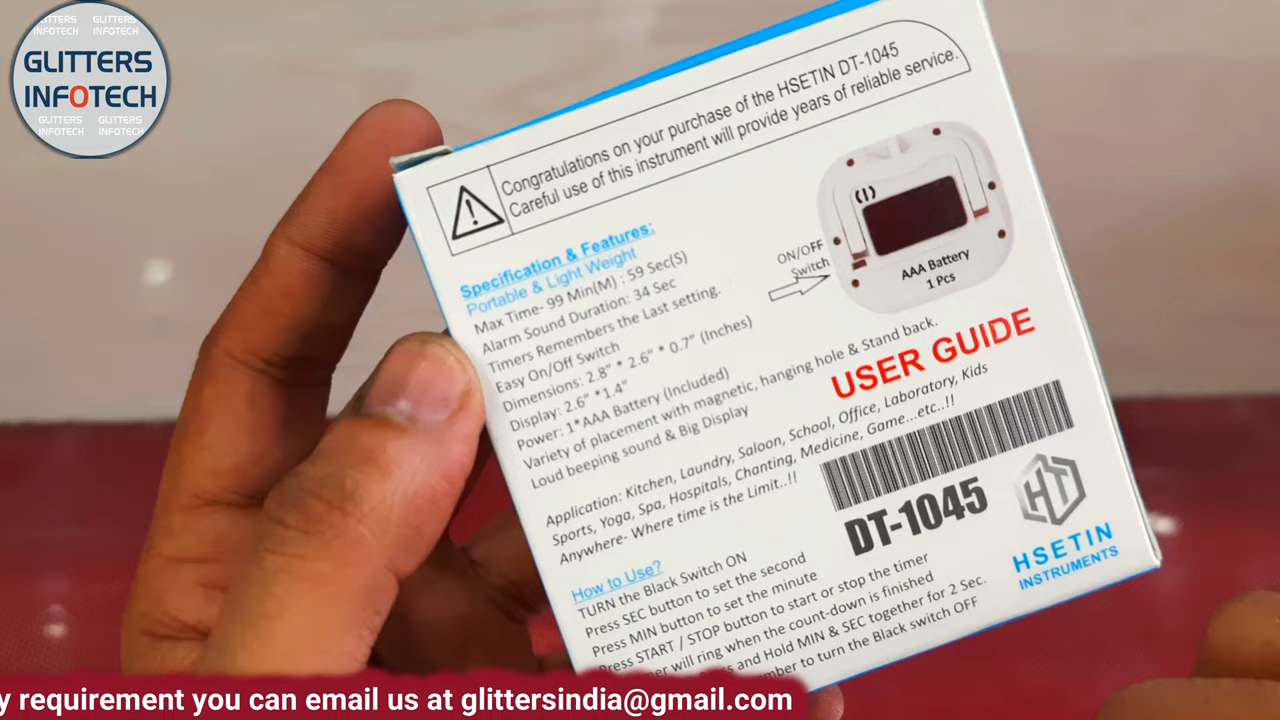 GLITTERS
INFOTECH
GLITTERS
INFOTECH
GLITTERS
INFOTECH
GLITTERS
INFOTECH
GLITTERS
INFOTECH
Congratulations on your purchase of the HSETIN DT-1045
Careful use of this instrument will provide years of reliable service.
Specification & Features:
Portable & Light Weight
Max Time- 99 Min(M) : 59 Sec(S)
Alarm Sound Duration: 34 Sec
Timers Remembers the Last setting.
Easy On/Off Switch
Dimensions: 2.8" * 2.6" * 0.7" (Inches)
Display: 2.6" *1.4"
Power: 1*AAA Battery (Included)
Variety of placement with magnetic, hanging hole & Stand back.
Loud beeping sound & Big Display
ON/OFF
Switch
AAA Battery
1 Pcs
USER GUIDE
Application: Kitchen, Laundry, Saloon, School, Office, Laboratory, Kids
Sports, Yoga, Spa, Hospitals, Chanting, Medicine, Game...etc..!!
Anywhere- Where time is the Limit..!!
DT-1045
HT
HSETIN
INSTRUMENTS
How to Use?
TURN the Black Switch ON
Press SEC button to set the second
Press MIN button to set the minute
Press START / STOP button to start or stop the timer
will ring when the count-down is finished
and Hold MIN & SEC together for 2 Sec.
to turn the Black switch OFF
requirement you can email us at glittersindia@gmail.com